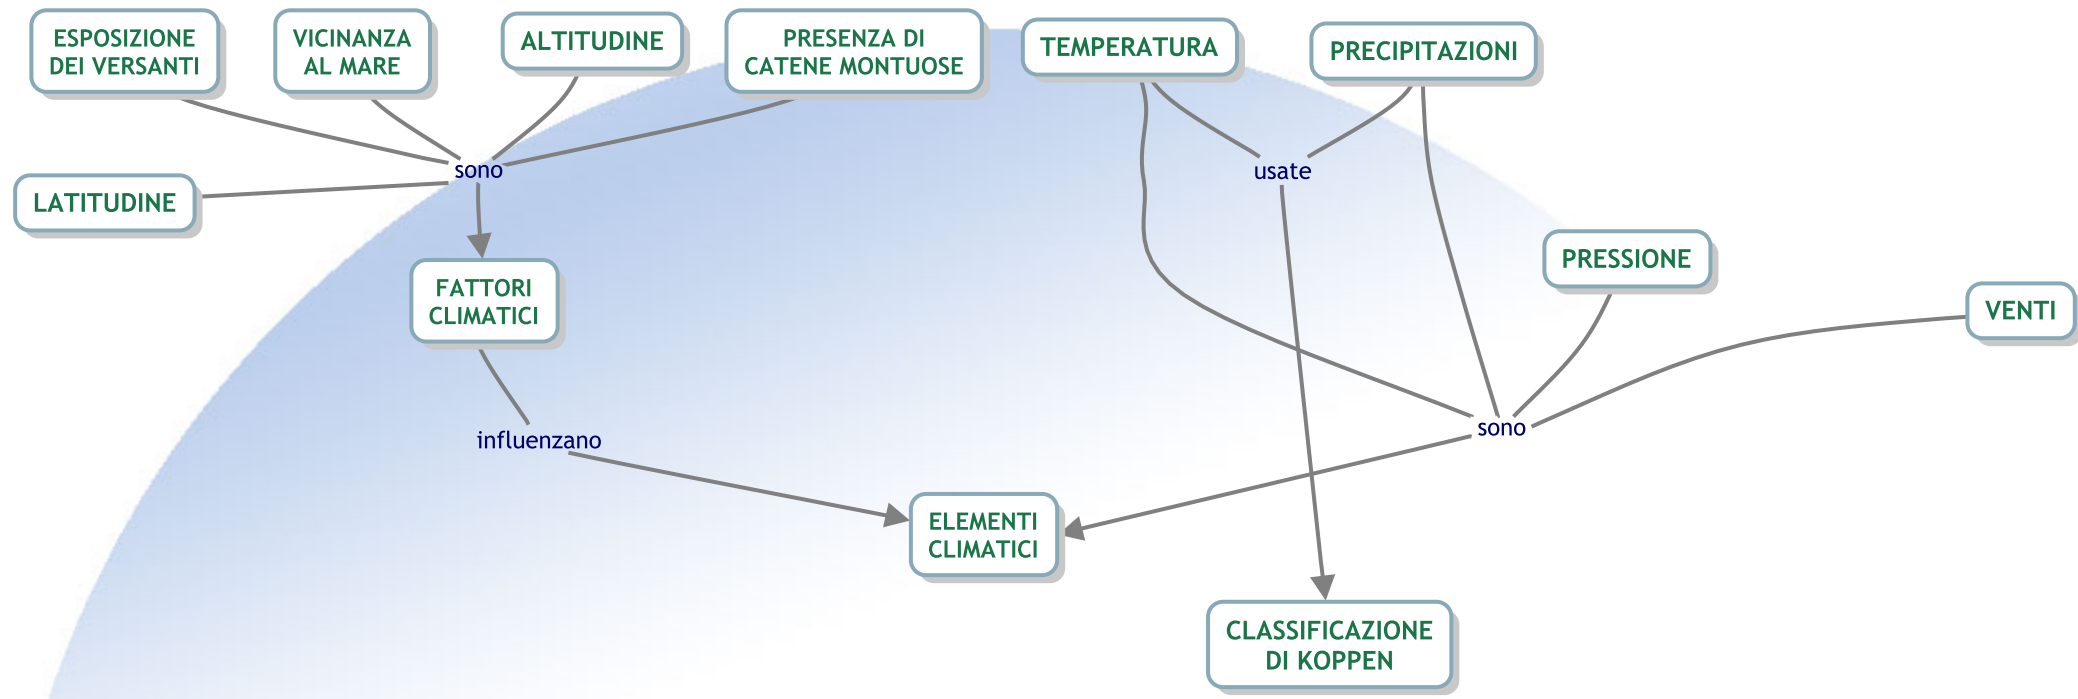 ESPOSIZIONE
DEI VERSANTI
VICINANZA
AL MARE
ALTITUDINE
PRESENZA DI
CATENE MONTUOSE
TEMPERATURA
PRECIPITAZIONI
sono
usate
LATITUDINE
PRESSIONE
FATTORI
CLIMATICI
VENTI
influenzano
sono
ELEMENTI
CLIMATICI
CLASSIFICAZIONE
DI KOPPEN